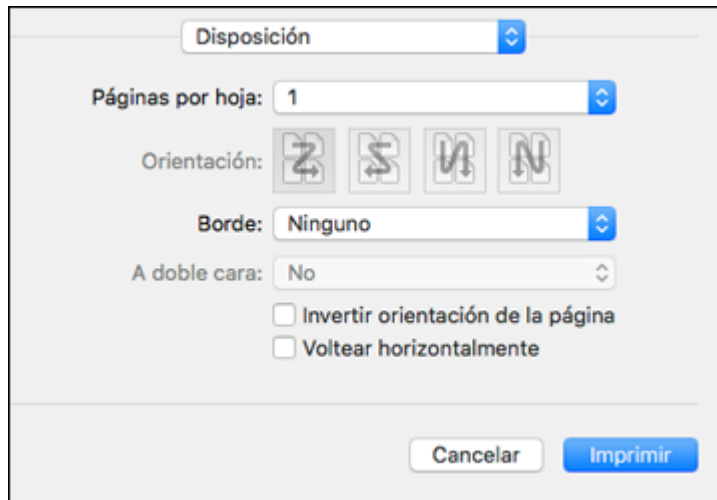 Disposición
Páginas por hoja: 1
Orientación:
Borde: Ninguno
A doble cara: No
Invertir orientación de la página
Voltear horizontalmente
Cancelar Imprimir